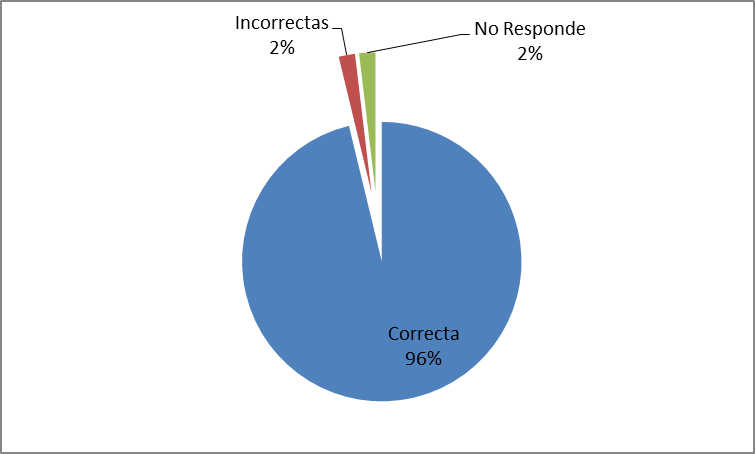 Incorrectas
2%
No Responde
2%
Correcta
96%